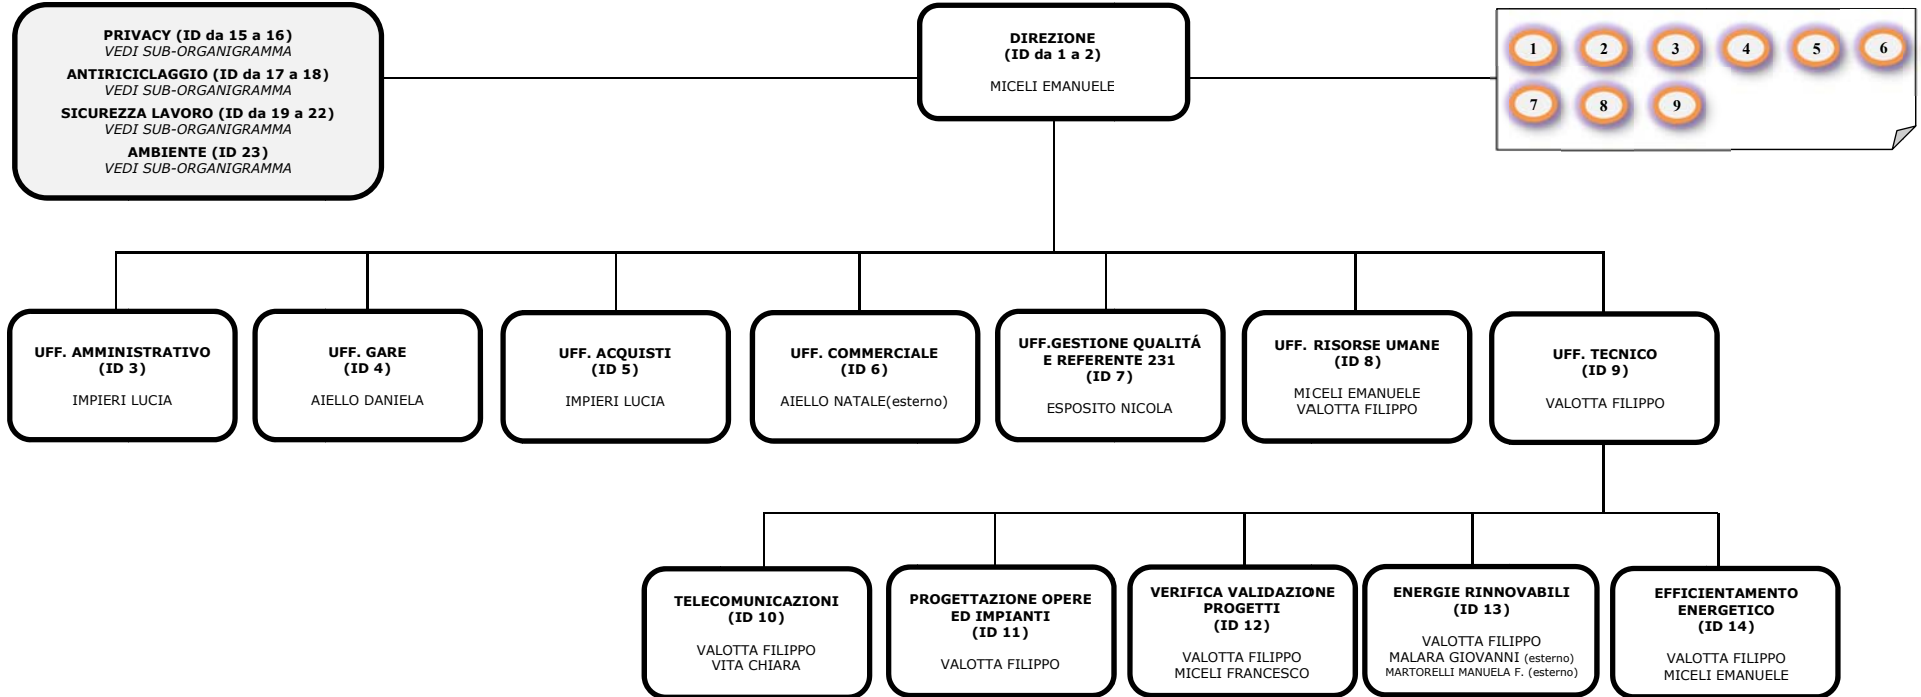 PRIVACY (ID da 15 a 16)
VEDI SUB-ORGANIGRAMMA
ANTIRICICLAGGIO (ID da 17 a 18)
VEDI SUB-ORGANIGRAMMA
SICUREZZA LAVORO (ID da 19 a 22)
VEDI SUB-ORGANIGRAMMA
AMBIENTE (ID 23)
VEDI SUB-ORGANIGRAMMA
DIREZIONE
(ID da 1 a 2)
MICELI EMANUELE
1 2 3 4 5 6
7 8 9
UFF. AMMINISTRATIVO
(ID 3)
IMPIERI LUCIA
UFF. GARE
(ID 4)
AIELLO DANIELA
UFF. ACQUISTI
(ID 5)
IMPIERI LUCIA
UFF. COMMERCIALE
(ID 6)
AIELLO NATALE(esterno)
UFF.GESTIONE QUALITÁ
E REFERENTE 231
(ID 7)
ESPOSITO NICOLA
UFF. RISORSE UMANE
(ID 8)
MICELI EMANUELE
VALOTTA FILIPPO
UFF. TECNICO
(ID 9)
VALOTTA FILIPPO
TELECOMUNICAZIONI
(ID 10)
VALOTTA FILIPPO
VITA CHIARA
PROGETTAZIONE OPERE
ED IMPIANTI
(ID 11)
VALOTTA FILIPPO
VERIFICA VALIDAZIONE
PROGETTI
(ID 12)
VALOTTA FILIPPO
MICELI FRANCESCO
ENERGIE RINNOVABILI
(ID 13)
VALOTTA FILIPPO
MALARA GIOVANNI (esterno)
MARTORELLI MANUELA F. (esterno)
EFFICIENTAMENTO
ENERGETICO
(ID 14)
VALOTTA FILIPPO
MICELI EMANUELE